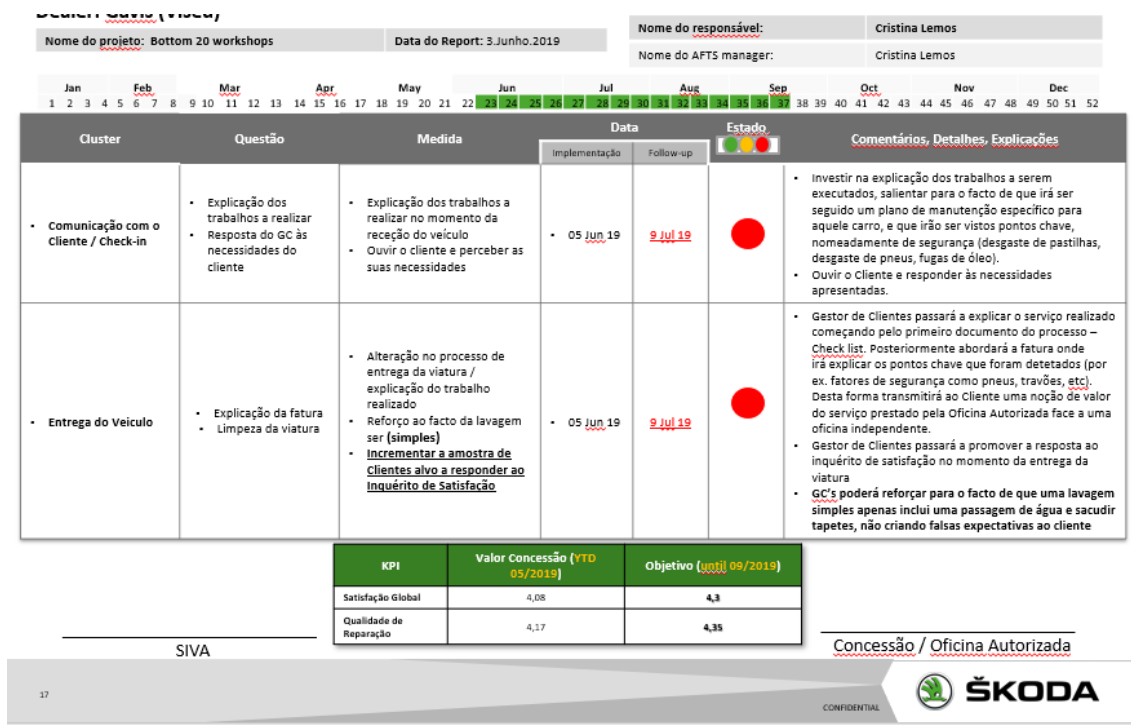 Dealer: Gavis (Viseu)
Nome do projeto: Bottom 20 workshops
Data do Report: 3.Junho.2019
Nome do responsável:
Cristina Lemos
Nome do AFTS manager:
Cristina Lemos
Jan Feb Mar Apr May Jun Jul Aug Sep Oct Nov Dec
1 2 3 4 5 6 7 8 9 10 11 12 13 14 15 16 17 18 19 20 21 22 23 24 25 26 27 28 29 30 31 32 33 34 35 36 37 38 39 40 41 42 43 44 45 46 47 48 49 50 51 52
Cluster
Questão
Medida
Data
Implementação
Follow-up
Estado
Comentários, Detalhes, Explicações
▪ Comunicação com o
Cliente / Check-in
▪ Explicação dos
trabalhos a realizar
▪ Resposta do GC às
necessidades do
cliente
▪ Explicação dos trabalhos a
realizar no momento da
receção do veículo
▪ Ouvir o cliente e perceber as
suas necessidades
▪ 05 Jun 19
9 Jul 19
▪ Investir na explicação dos trabalhos a serem
executados, salientar para o facto de que irá ser
seguido um plano de manutenção específico para
aquele carro, e que irão ser vistos pontos chave,
nomeadamente de segurança (desgaste de pastilhas,
desgaste de pneus, fugas de óleo).
▪ Ouvir o Cliente e responder às necessidades
apresentadas.
▪ Entrega do Veiculo
▪ Explicação da fatura
▪ Limpeza da viatura
▪ Alteração no processo de
entrega da viatura /
explicação do trabalho
realizado
▪ Reforço ao facto da lavagem
ser (simples)
▪ Incrementar a amostra de
Clientes alvo a responder ao
Inquérito de Satisfação
▪ 05 Jun 19
9 Jul 19
▪ Gestor de Clientes passará a explicar o serviço realizado
começando pelo primeiro documento do processo –
Check list. Posteriormente abordará a fatura onde
irá explicar os pontos chave que foram detetados (por
ex. fatores de segurança como pneus, travões, etc).
Desta forma transmitirá ao Cliente uma noção de valor
do serviço prestado pela Oficina Autorizada face a uma
oficina independente.
▪ Gestor de Clientes passará a promover a resposta ao
inquérito de satisfação no momento da entrega da
viatura
▪ GC's poderá reforçar para o facto de que uma lavagem
simples apenas inclui uma passagem de água e sacudir
tapetes, não criando falsas expectativas ao cliente
KPI
Valor Concessão (YTD
05/2019)
Objetivo (until 09/2019)
Satisfação Global
4,08
4,3
Qualidade de
Reparação
4,17
4,35
SIVA
Concessão / Oficina Autorizada
17
CONFIDENTIAL
ŠKODA